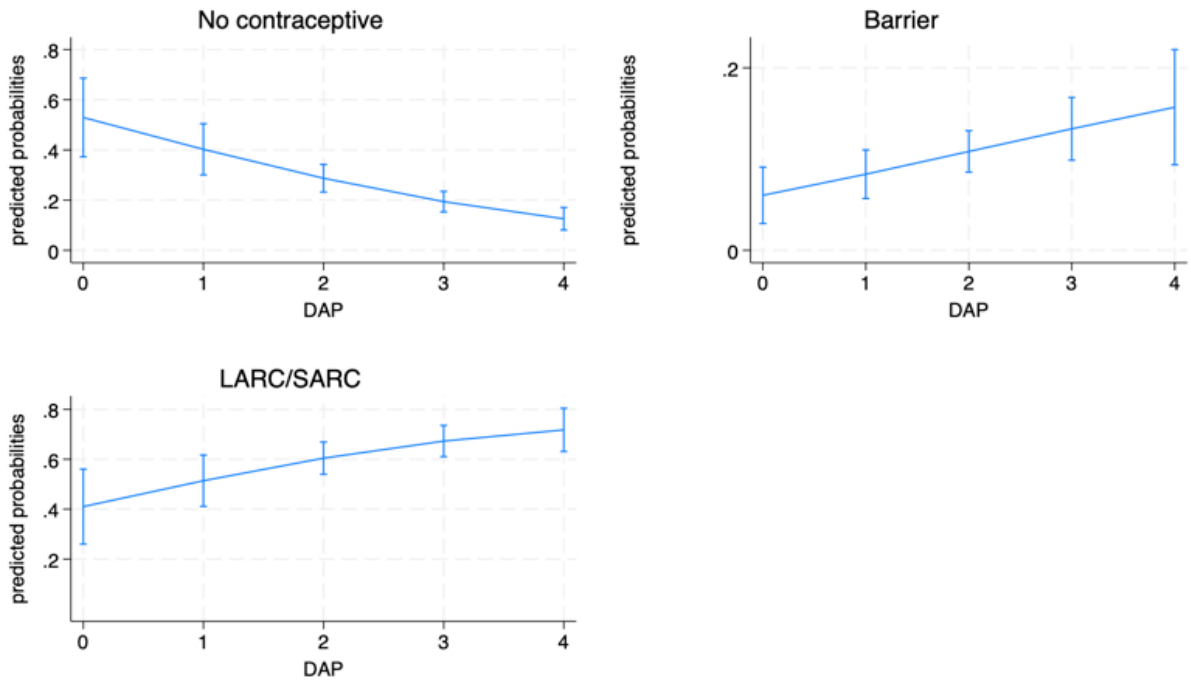 No contraceptive
predicted probabilities
.8
.6
.4
.2
0
0 1 2 3 4
DAP
Barrier
predicted probabilities
.2
0
0 1 2 3 4
DAP
LARC/SARC
predicted probabilities
.8
.6
.4
.2
0 1 2 3 4
DAP